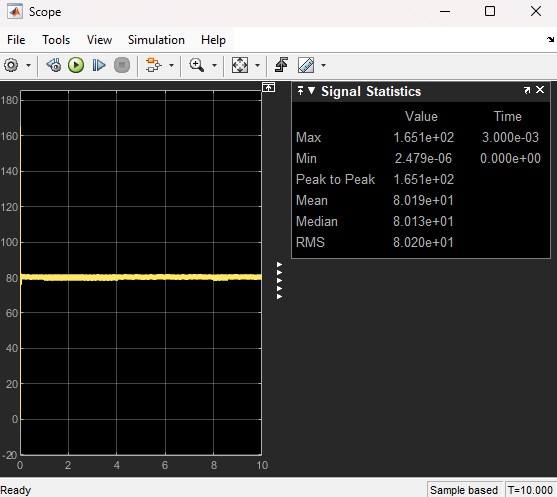 Scope
File Tools View Simulation Help
Signal Statistics
Value Time
Max 1.651e+02 3.000e-03
Min 2.479e-06 0.000e+00
Peak to Peak 1.651e+02
Mean 8.019e+01
Median 8.013e+01
RMS 8.020e+01
180
160
140
120
100
80
60
40
20
0
-20
0 2 4 6 8 10
Ready Sample based T=10.000